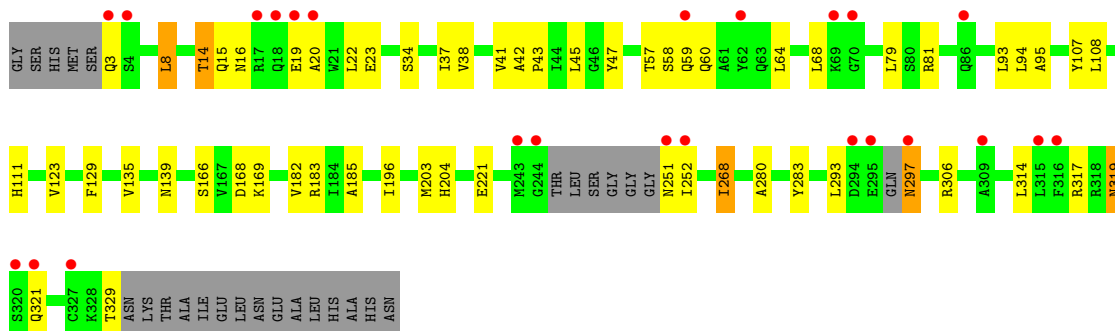 GLY SER HIS MET SER Q3 S4 L8 T14 Q15 N16 R17 Q18 E19 A20 W21 L22 E23 S34 I37 V38 V41 A42 P43 I44 L45 G46 Y47 T57 S58 Q59 Q60 A61 Y62 Q63 L64 L68 K69 G70 L79 S80 R81 Q86 L93 L94 A95 Y107 L108
H111 V123 F129 V135 N139 S166 V167 D168 K169 V182 R183 I184 A185 I196 M203 H204 E221 M243 G244 THR LEU SER GLY GLY GLY N251 I252 I268 A280 Y283 L293 D294 E295 GLN N297 R306 A309 L314 L315 F316 R317 R318 N319
S320 Q321 C327 K328 T329 ASN LYS THR ALA ILE GLU LEU ASN GLU ALA LEU HIS ALA HIS ASN